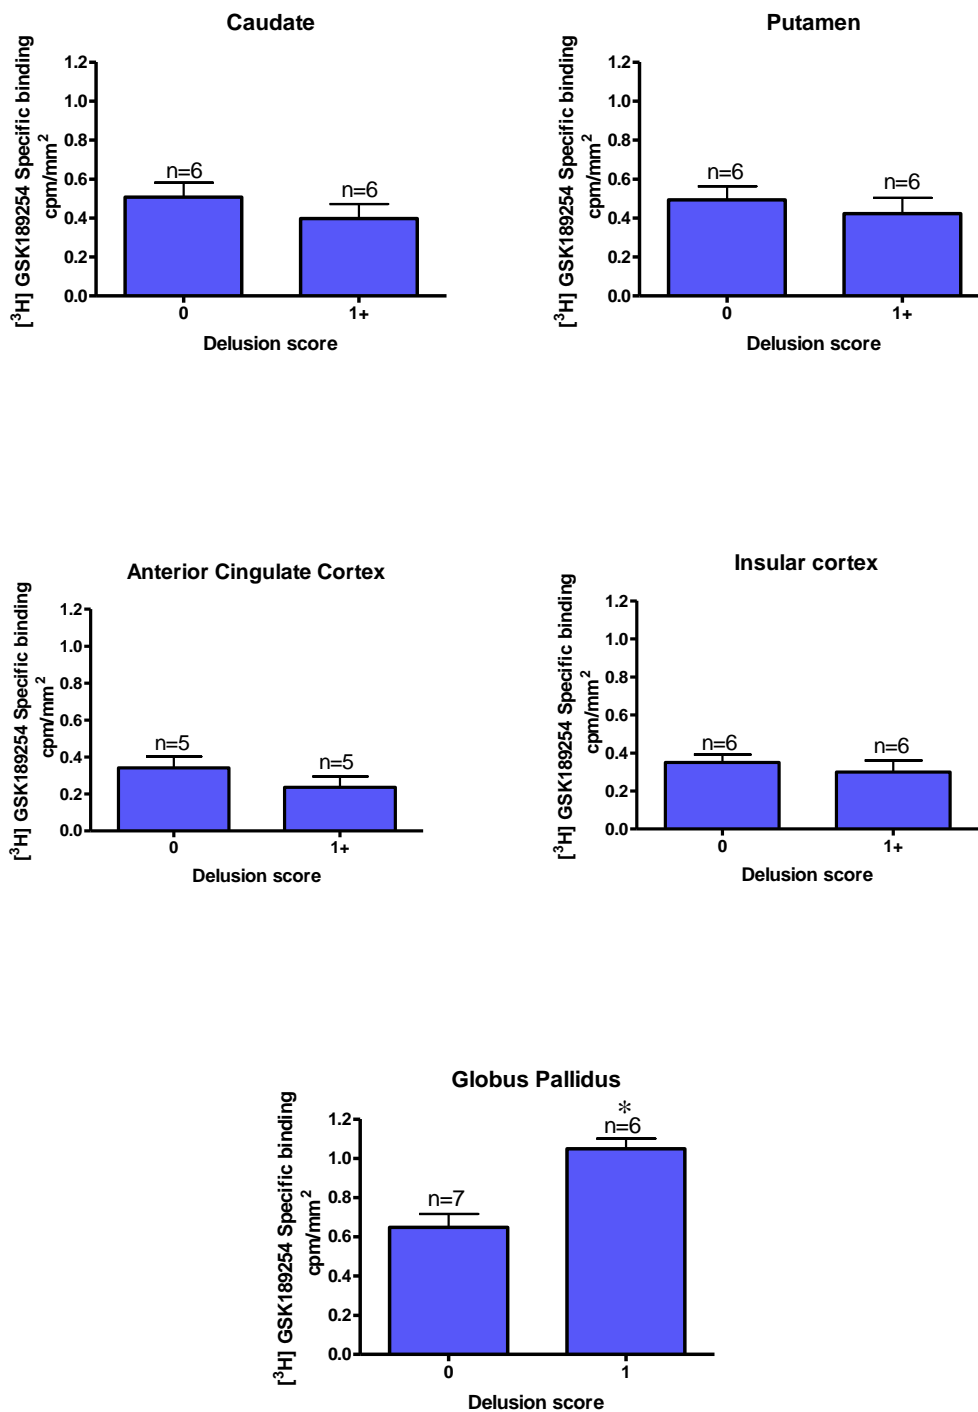 Caudate
[³H] GSK189254 Specific binding
cpm/mm²
1.2
1.0
0.8
0.6
0.4
0.2
0.0
n=6
n=6
0
1+
Delusion score
Putamen
[³H] GSK189254 Specific binding
cpm/mm²
1.2
1.0
0.8
0.6
0.4
0.2
0.0
n=6
n=6
0
1+
Delusion score
Anterior Cingulate Cortex
[³H] GSK189254 Specific binding
cpm/mm²
1.2
1.0
0.8
0.6
0.4
0.2
0.0
n=5
n=5
0
1+
Delusion score
Insular cortex
[³H] GSK189254 Specific binding
cpm/mm²
1.2
1.0
0.8
0.6
0.4
0.2
0.0
n=6
n=6
0
1+
Delusion score
Globus Pallidus
[³H] GSK189254 Specific binding
cpm/mm²
1.2
1.0
0.8
0.6
0.4
0.2
0.0
n=7
*
n=6
0
1
Delusion score